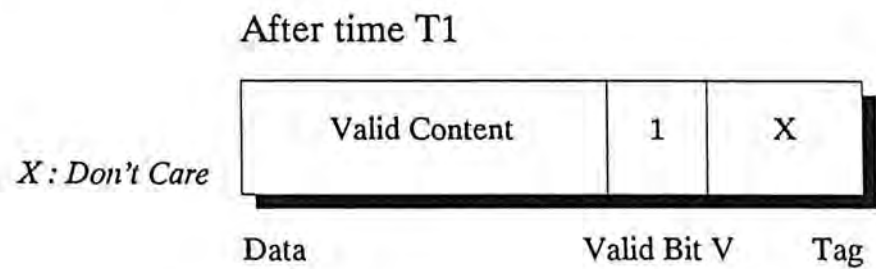 After time T1
Valid Content 1 X
X : Don't Care
Data Valid Bit V Tag